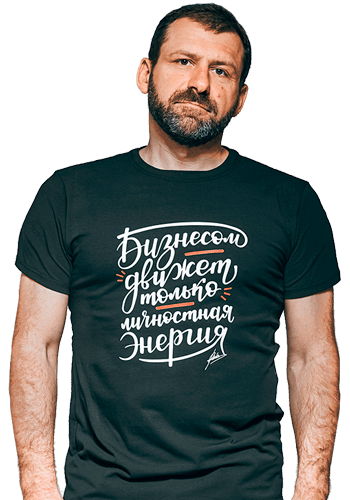 Бизнесом
движет
только
личностная
Энергия